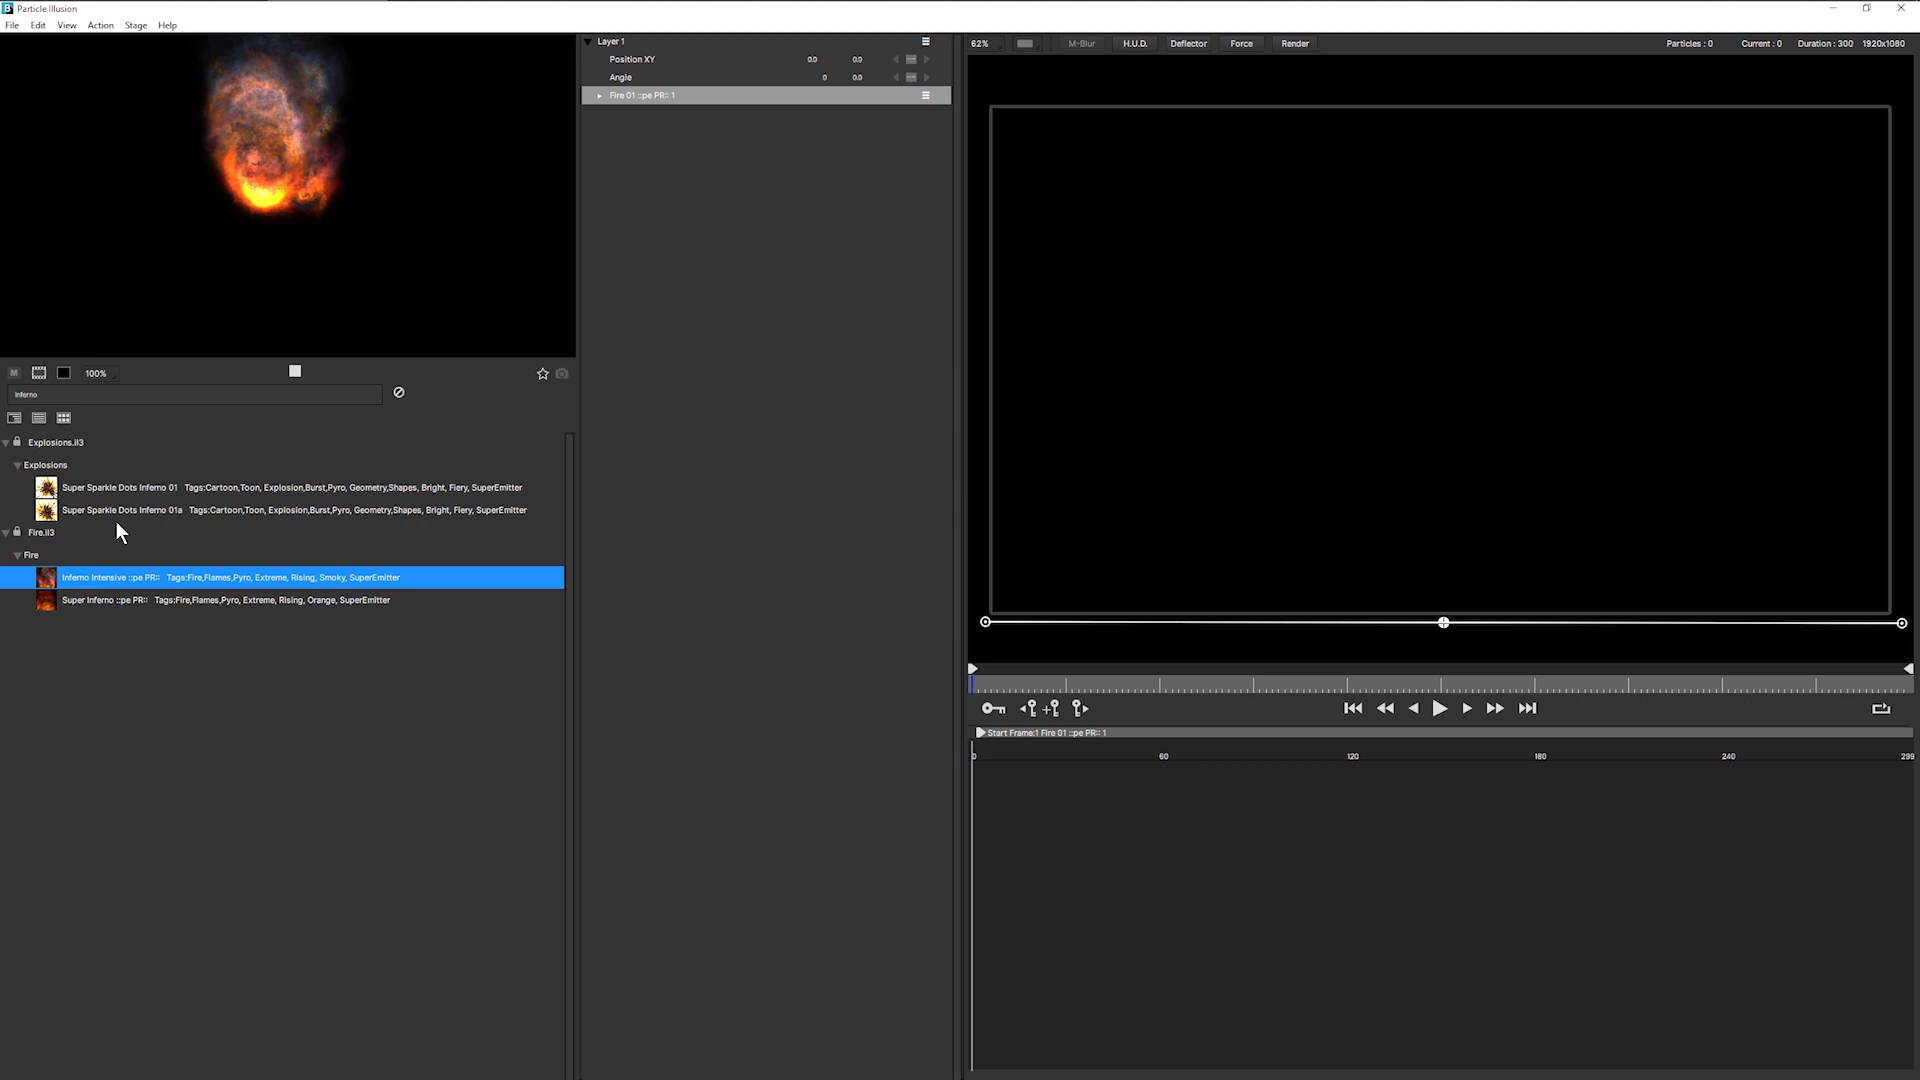 Particle Illusion
File Edit View Action Stage Help
Layer 1
Position XY 0.0 0.0
Angle 0 0.0
Fire 01 ::pe PR:: 1
62% M-Blur H.U.D. Deflector Force Render Particles : 0 Current : 0 Duration : 300 1920x1080
M 100%
inferno
Explosions.il3
Explosions
Super Sparkle Dots Inferno 01 Tags:Cartoon,Toon, Explosion,Burst,Pyro, Geometry,Shapes, Bright, Fiery, SuperEmitter
Super Sparkle Dots Inferno 01a Tags:Cartoon,Toon, Explosion,Burst,Pyro, Geometry,Shapes, Bright, Fiery, SuperEmitter
Fire.il3
Fire
Inferno Intensive ::pe PR:: Tags:Fire,Flames,Pyro, Extreme, Rising, Smoky, SuperEmitter
Super Inferno ::pe PR:: Tags:Fire,Flames,Pyro, Extreme, Rising, Orange, SuperEmitter
Start Frame:1 Fire 01 ::pe PR:: 1
0 60 120 180 240 299